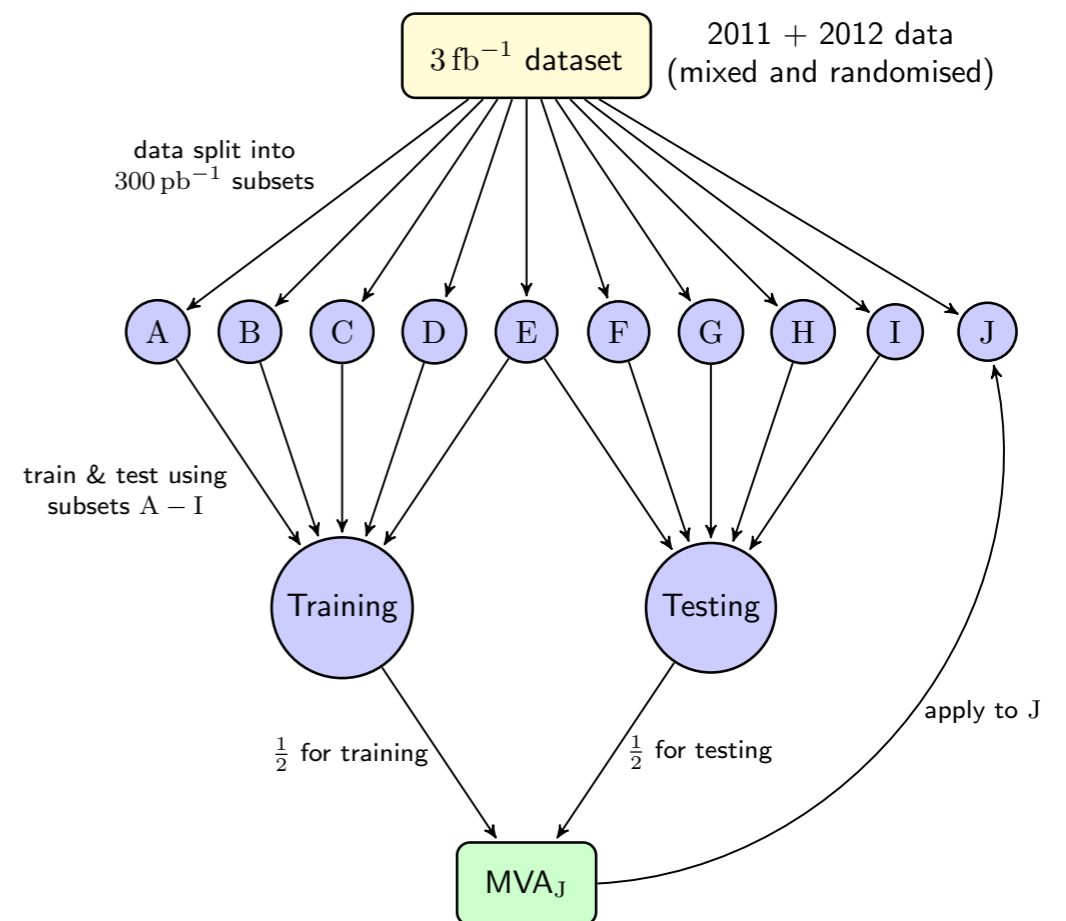 3 fb⁻¹ dataset
2011 + 2012 data
(mixed and randomised)
data split into
300 pb⁻¹ subsets
A
B
C
D
E
F
G
H
I
J
train & test using
subsets A – I
Training
Testing
apply to J
½ for training
½ for testing
MVA_J